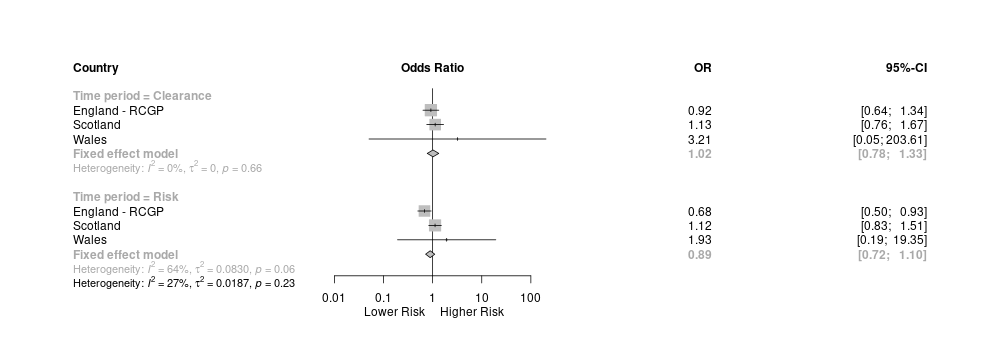 Country Odds Ratio OR 95%-CI
Time period = Clearance
England - RCGP 0.92 [0.64; 1.34]
Scotland 1.13 [0.76; 1.67]
Wales 3.21 [0.05; 203.61]
Fixed effect model 1.02 [0.78; 1.33]
Heterogeneity: I² = 0%, τ² = 0, p = 0.66
Time period = Risk
England - RCGP 0.68 [0.50; 0.93]
Scotland 1.12 [0.83; 1.51]
Wales 1.93 [0.19; 19.35]
Fixed effect model 0.89 [0.72; 1.10]
Heterogeneity: I² = 64%, τ² = 0.0830, p = 0.06
Heterogeneity: I² = 27%, τ² = 0.0187, p = 0.23
0.01 0.1 1 10 100
Lower Risk Higher Risk